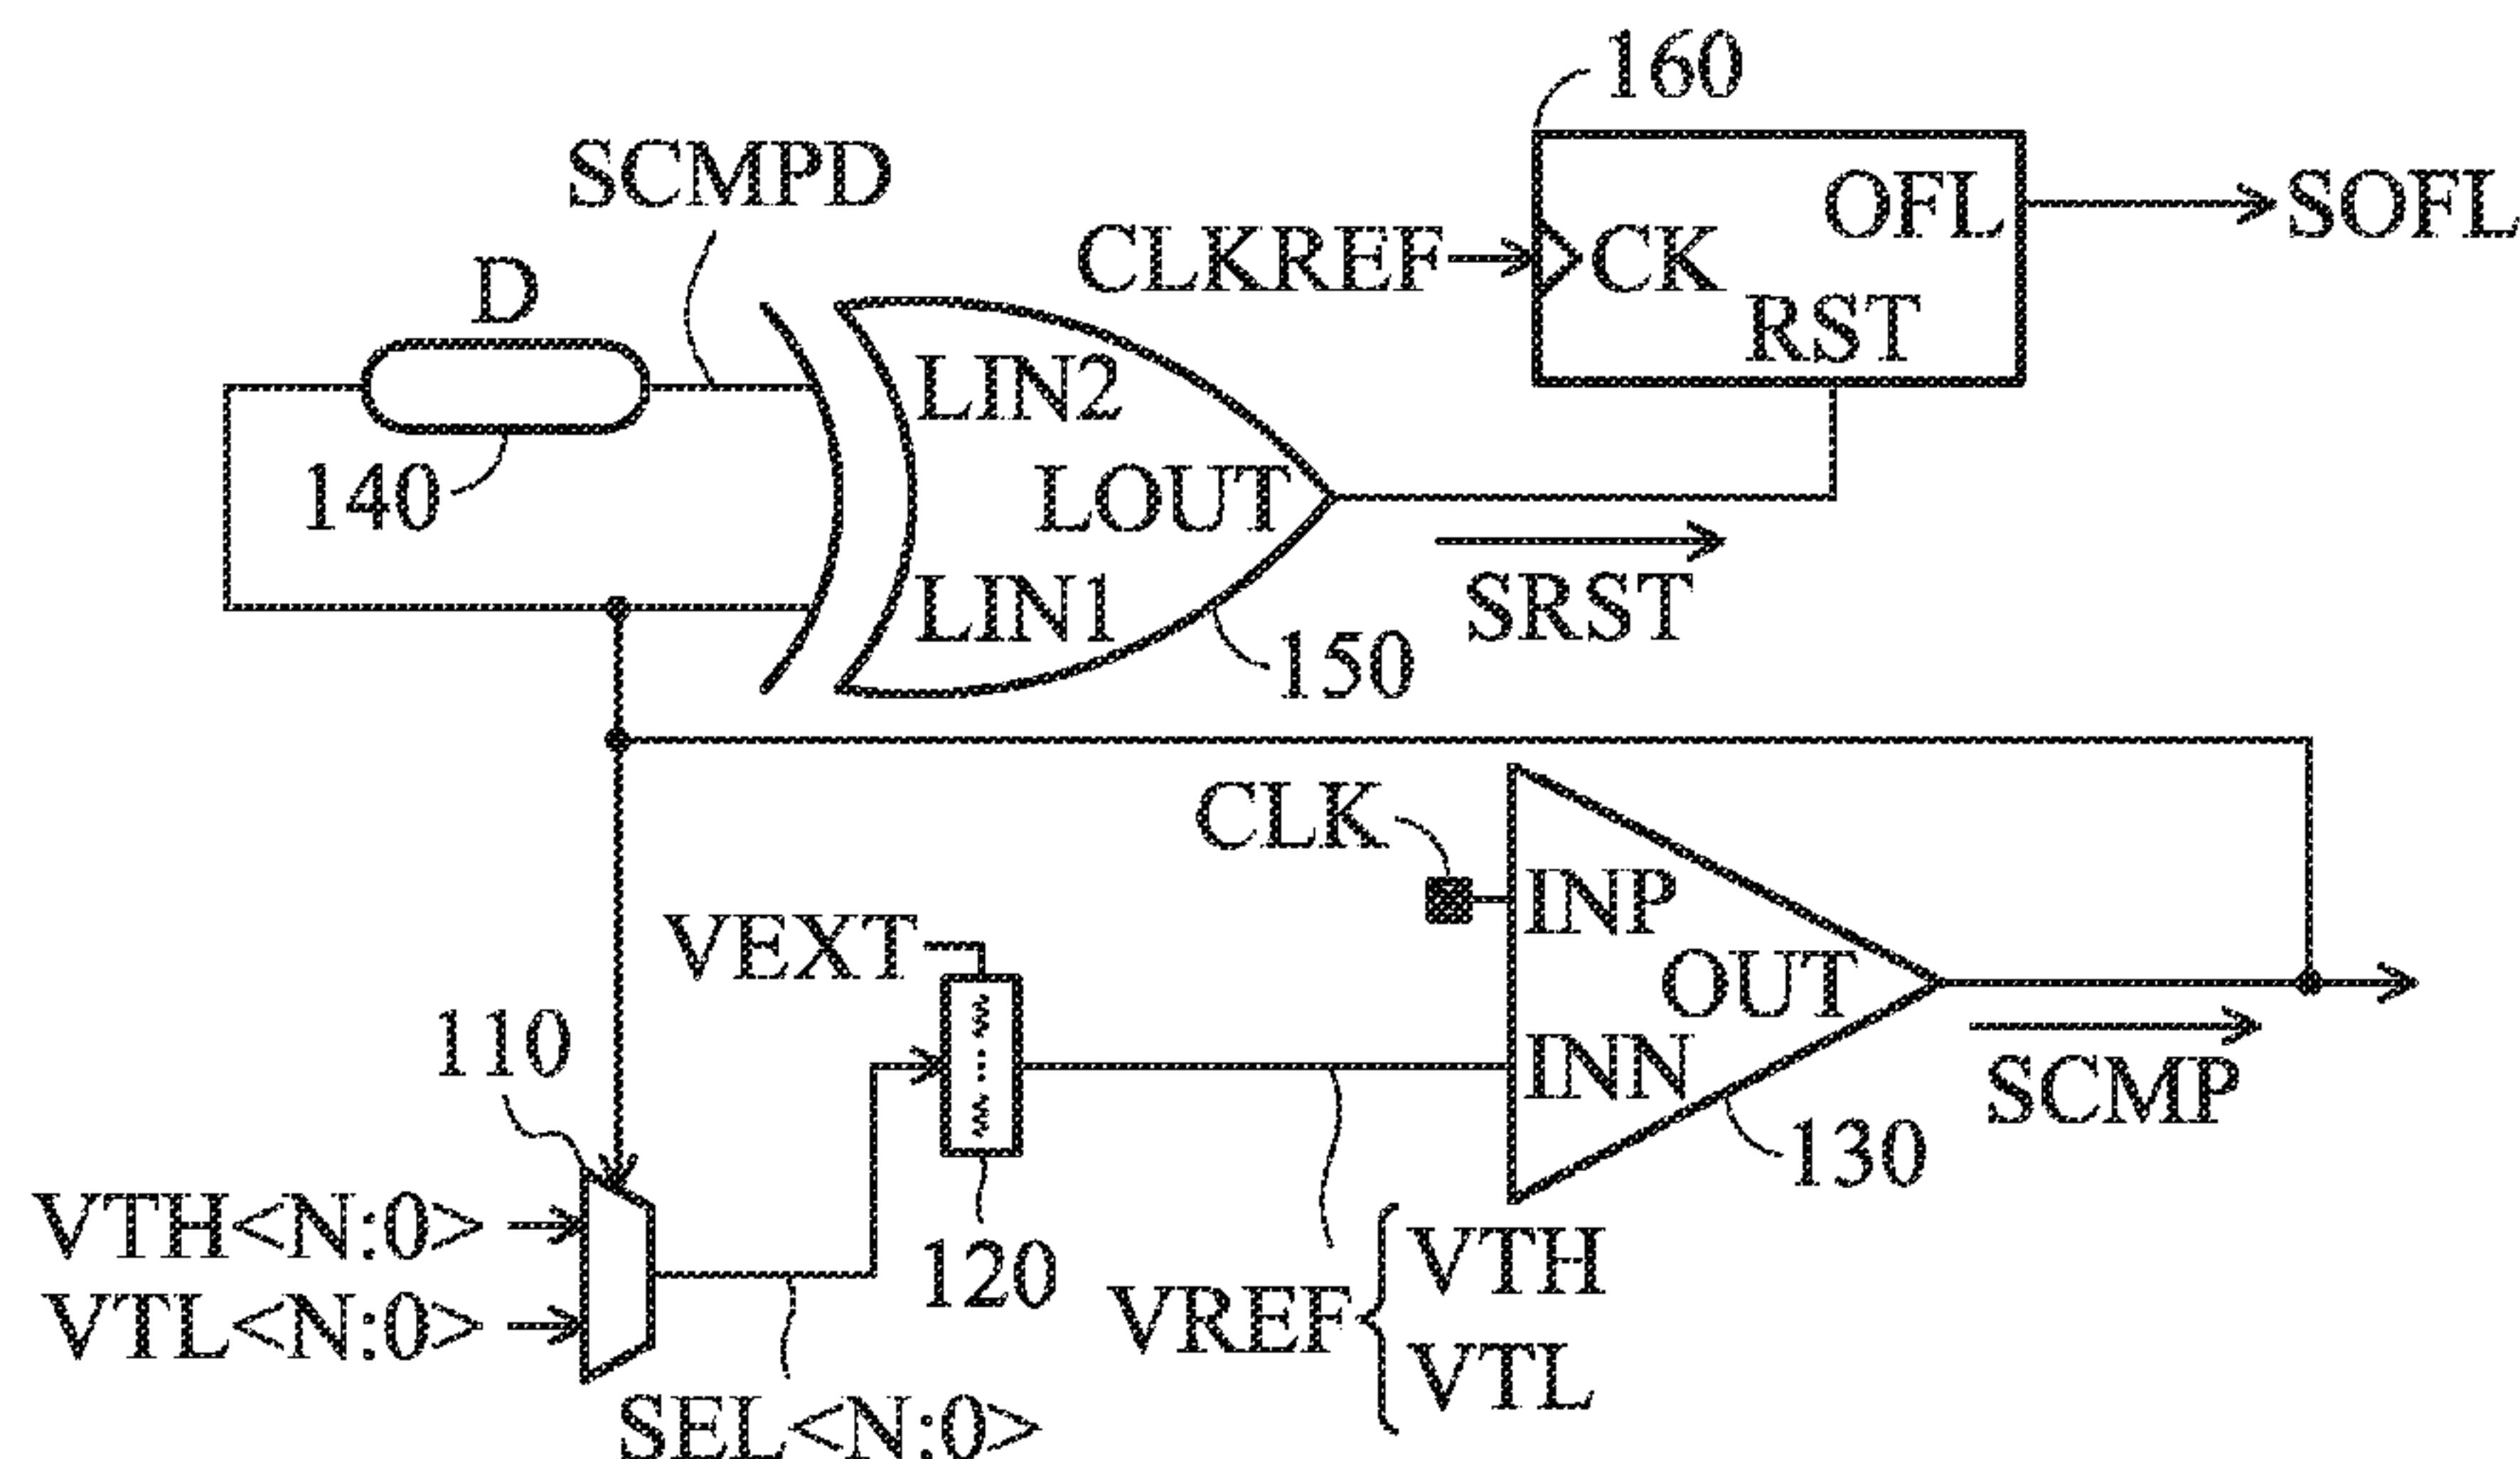 160
SCMPD
OFL
SOFL
CLKREF
CK
RST
D
LIN2
140
LOUT
SRST
LIN1
150
CLK
INP
VEXT
OUT
110
INN
SCMP
130
VTH<N:0>
120
VTH
VREF
VTL<N:0>
VTL
SEL<N:0>